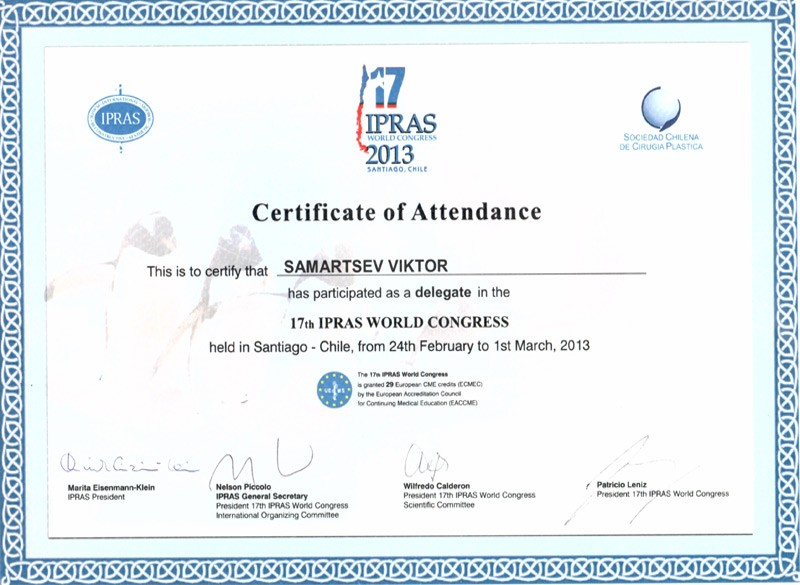 IPRAS
17
IPRAS
WORLD CONGRESS
2013
SANTIAGO, CHILE
SOCIEDAD CHILENA
DE CIRUGIA PLASTICA
Certificate of Attendance
This is to certify that SAMARTSEV VIKTOR
has participated as a delegate in the
17th IPRAS WORLD CONGRESS
held in Santiago - Chile, from 24th February to 1st March, 2013
The 17th IPRAS World Congress
is granted 29 European CME credits (ECMEC)
by the European Accreditation Council
for Continuing Medical Education (EACCME)
Marita Eisenmann-Klein
IPRAS President
Nelson Piccolo
IPRAS General Secretary
President 17th IPRAS World Congress
International Organizing Committee
Wilfredo Calderon
President 17th IPRAS World Congress
Scientific Committee
Patricio Leniz
President 17th IPRAS World Congress